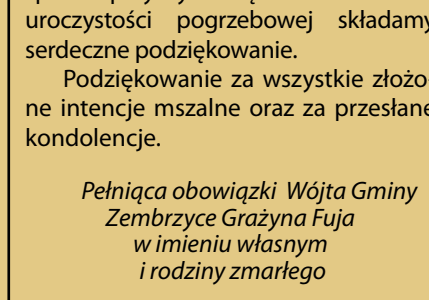 uroczystości pogrzebowej składamy
serdeczne podziękowanie.
Podziękowanie za wszystkie złożo-
ne intencje mszalne oraz za przesłane
kondolencje.
Pełniąca obowiązki Wójta Gminy
Zembrzyce Grażyna Fuja
w imieniu własnym
i rodziny zmarłego